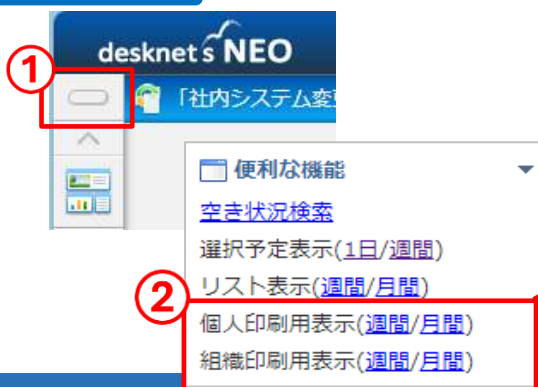 desknet's NEO
①
「社内システム変
便利な機能
空き状況検索
選択予定表示(1日/週間)
リスト表示(週間/月間)
②
個人印刷用表示(週間/月間)
組織印刷用表示(週間/月間)